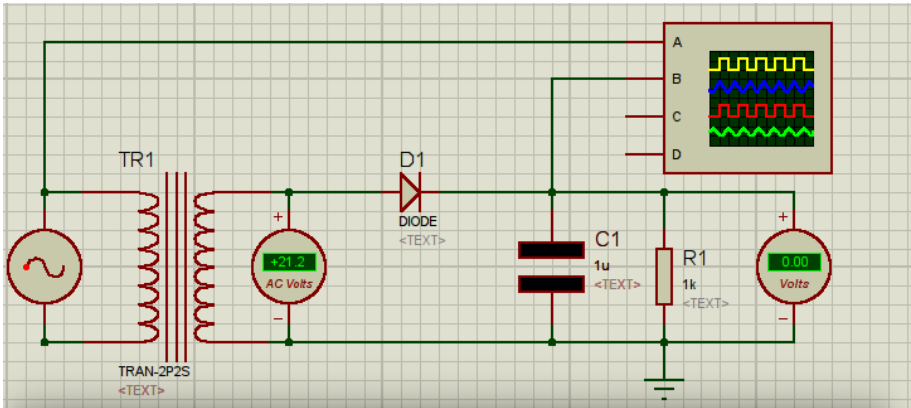 A
B
C
D
TR1
D1
DIODE
<TEXT>
+
+21.2
AC Volts
−
C1
1u
<TEXT>
R1
1k
<TEXT>
+
0.00
Volts
−
TRAN-2P2S
<TEXT>